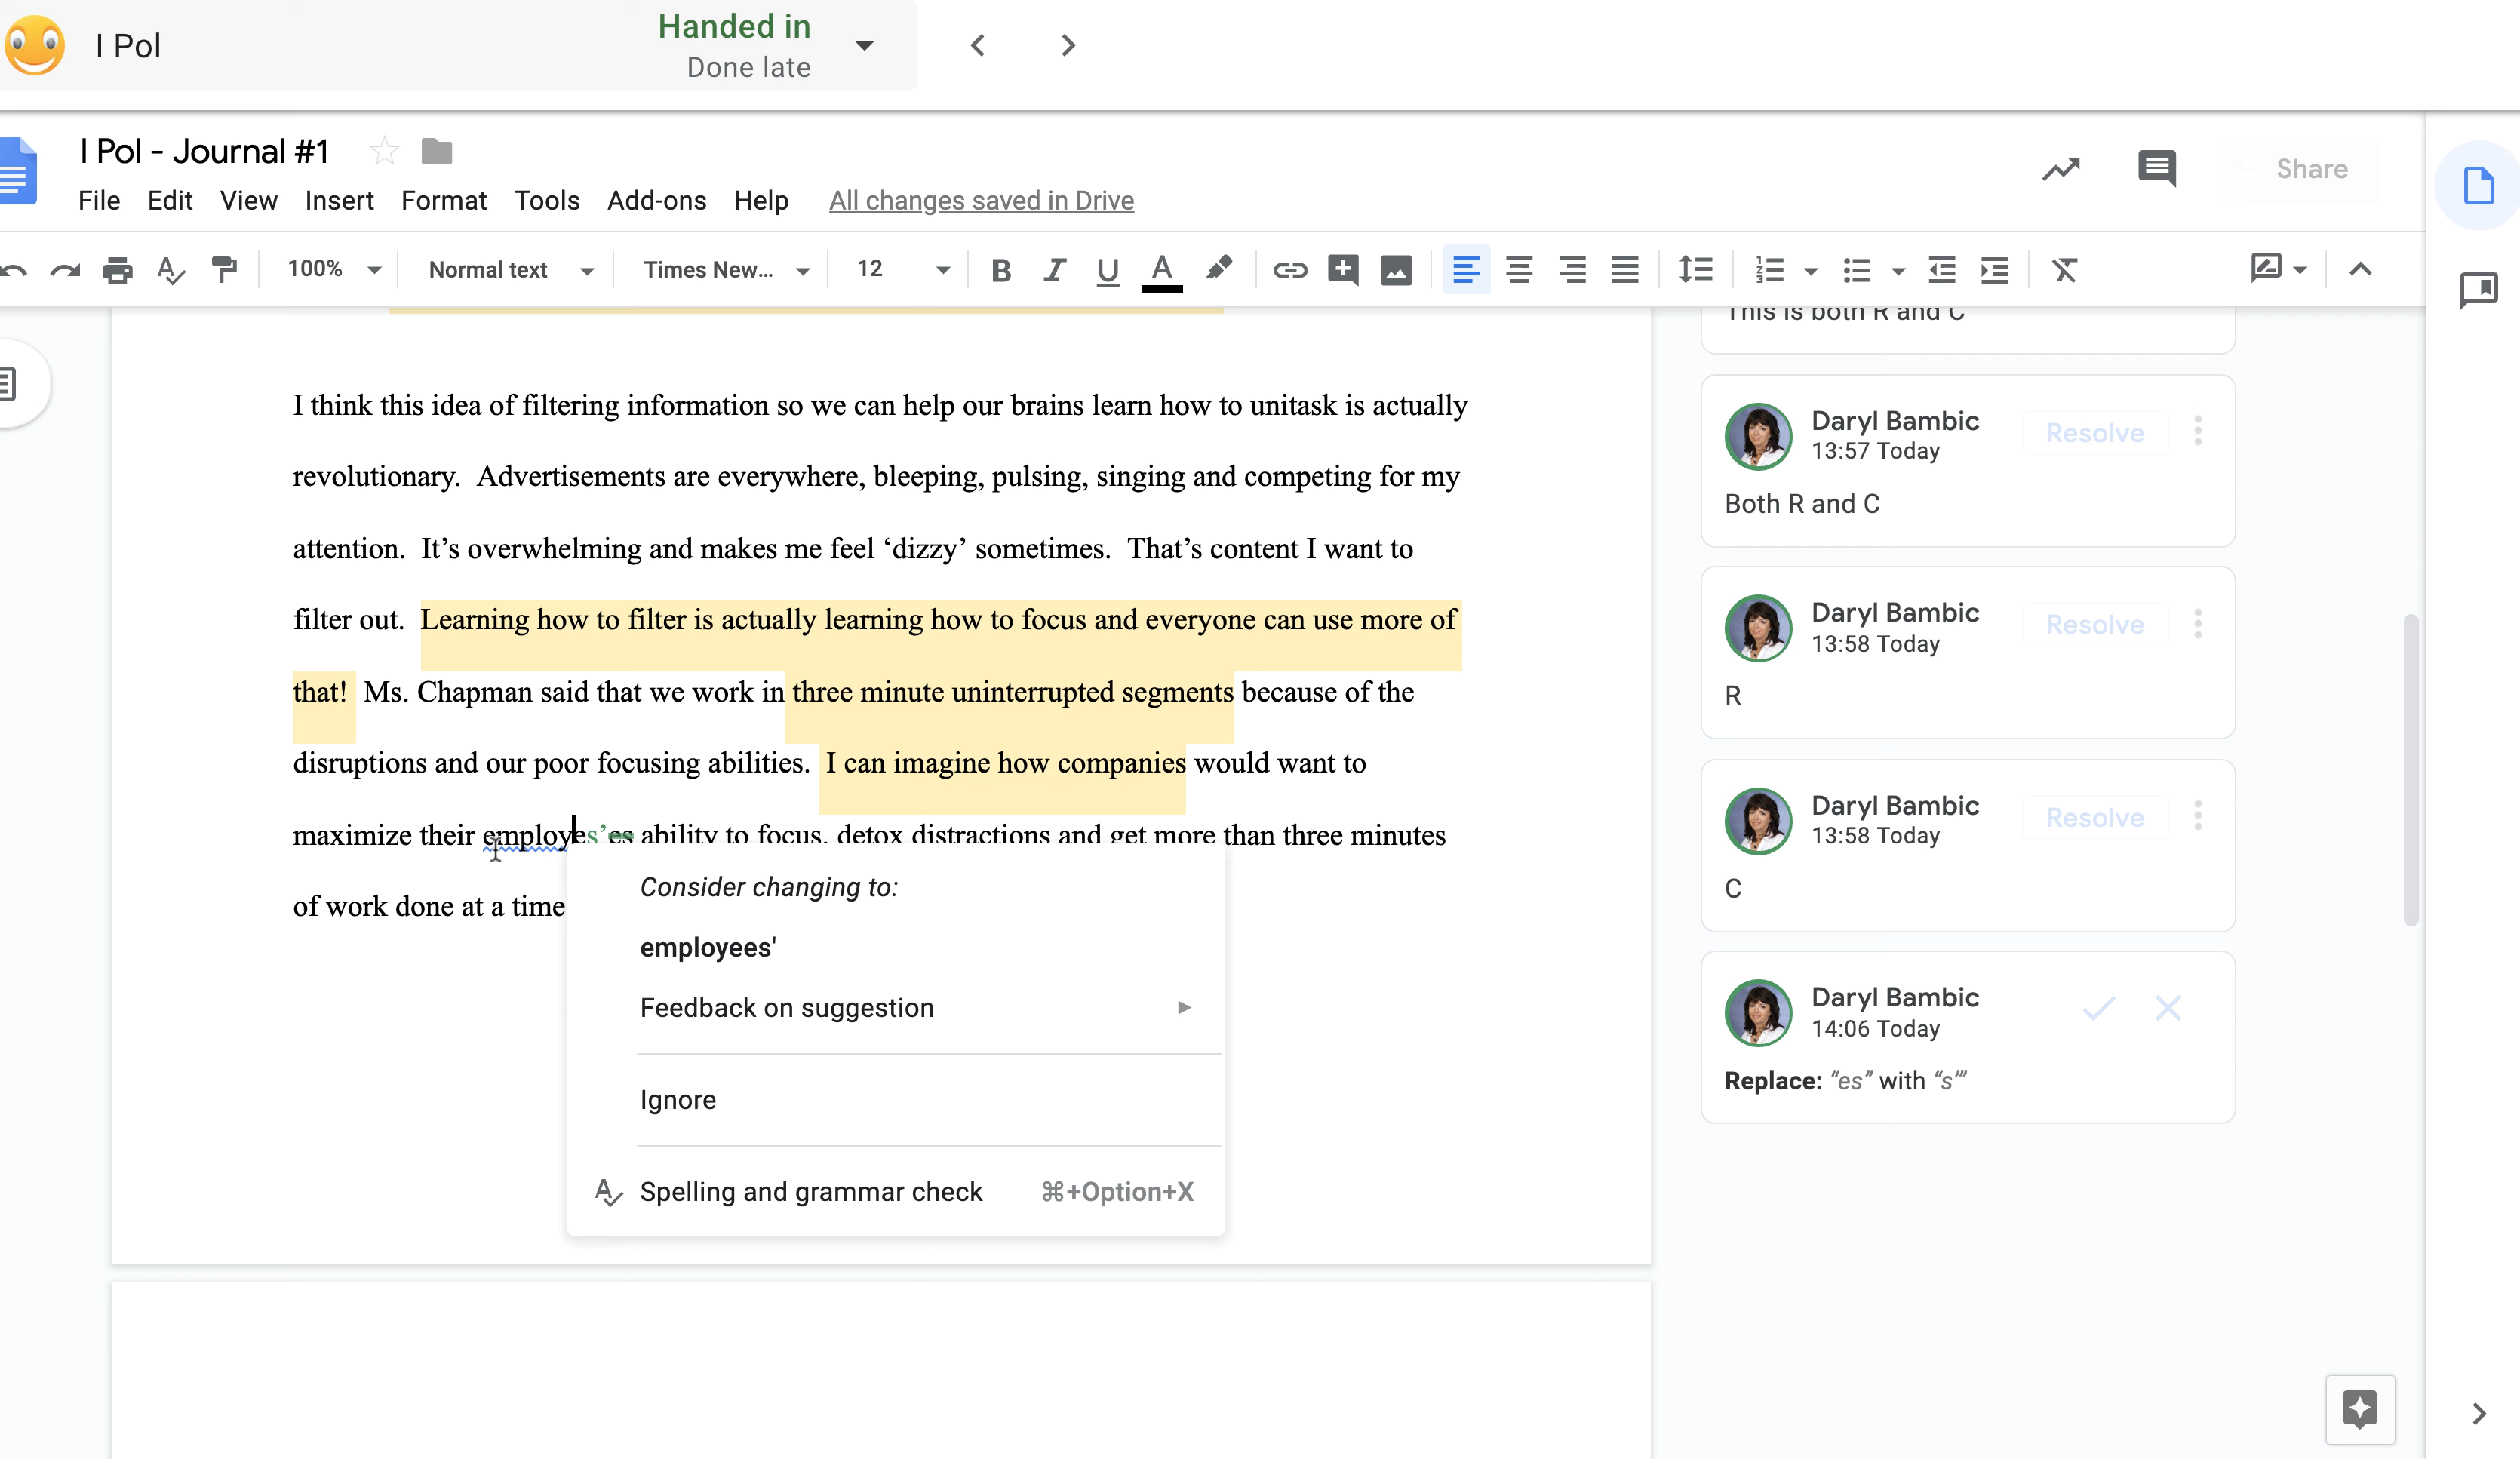 I Pol
Handed in
Done late
I Pol - Journal #1
File Edit View Insert Format Tools Add-ons Help All changes saved in Drive
Share
100% Normal text Times New... 12
I think this idea of filtering information so we can help our brains learn how to unitask is actually
revolutionary. Advertisements are everywhere, bleeping, pulsing, singing and competing for my
attention. It’s overwhelming and makes me feel ‘dizzy’ sometimes. That’s content I want to
filter out. Learning how to filter is actually learning how to focus and everyone can use more of
that! Ms. Chapman said that we work in three minute uninterrupted segments because of the
disruptions and our poor focusing abilities. I can imagine how companies would want to
maximize their employes’es ability to focus, detox distractions and get more than three minutes
of work done at a time
Consider changing to:
employees'
Feedback on suggestion
Ignore
Spelling and grammar check ⌘+Option+X
This is both R and C
Daryl Bambic
13:57 Today
Resolve
Both R and C
Daryl Bambic
13:58 Today
Resolve
R
Daryl Bambic
13:58 Today
Resolve
C
Daryl Bambic
14:06 Today
Replace: “es” with “s’”